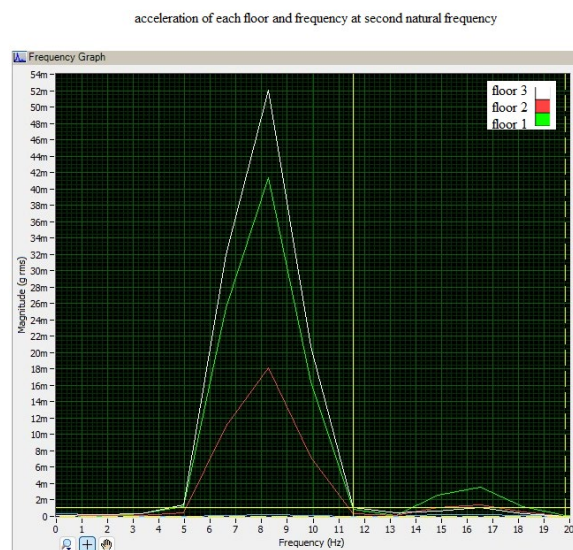 acceleration of each floor and frequency at second natural frequency
Frequency Graph
54m
52m
50m
48m
46m
44m
42m
40m
38m
36m
34m
32m
30m
28m
26m
24m
22m
20m
18m
16m
14m
12m
10m
8m
6m
4m
2m
0
Magnitude (g rms)
floor 3
floor 2
floor 1
0 1 2 3 4 5 6 7 8 9 10 11 12 13 14 15 16 17 18 19 20
Frequency (Hz)